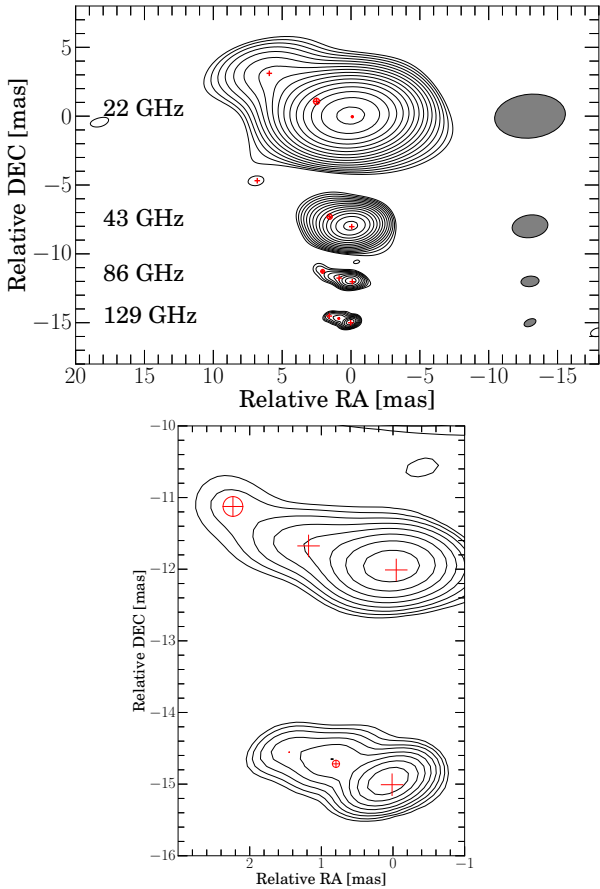 5
0
−5
−10
−15
Relative DEC [mas]
22 GHz
43 GHz
86 GHz
129 GHz
20 15 10 5 0 −5 −10 −15
Relative RA [mas]
−10
−11
−12
−13
−14
−15
−16
Relative DEC [mas]
2 1 0 −1
Relative RA [mas]